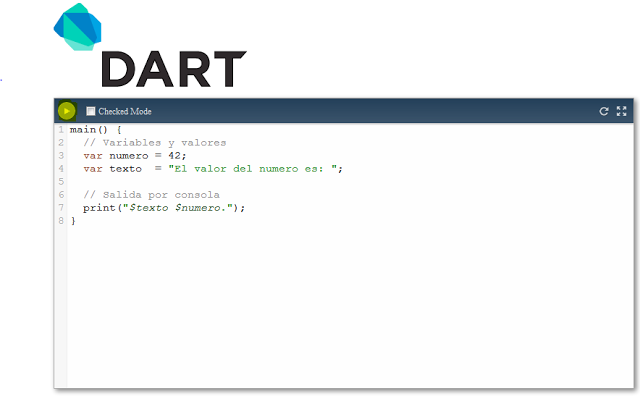 DART
Checked Mode
1 main() {
2   // Variables y valores
3   var numero = 42;
4   var texto  = "El valor del numero es: ";
5
6   // Salida por consola
7   print("$texto $numero.");
8 }